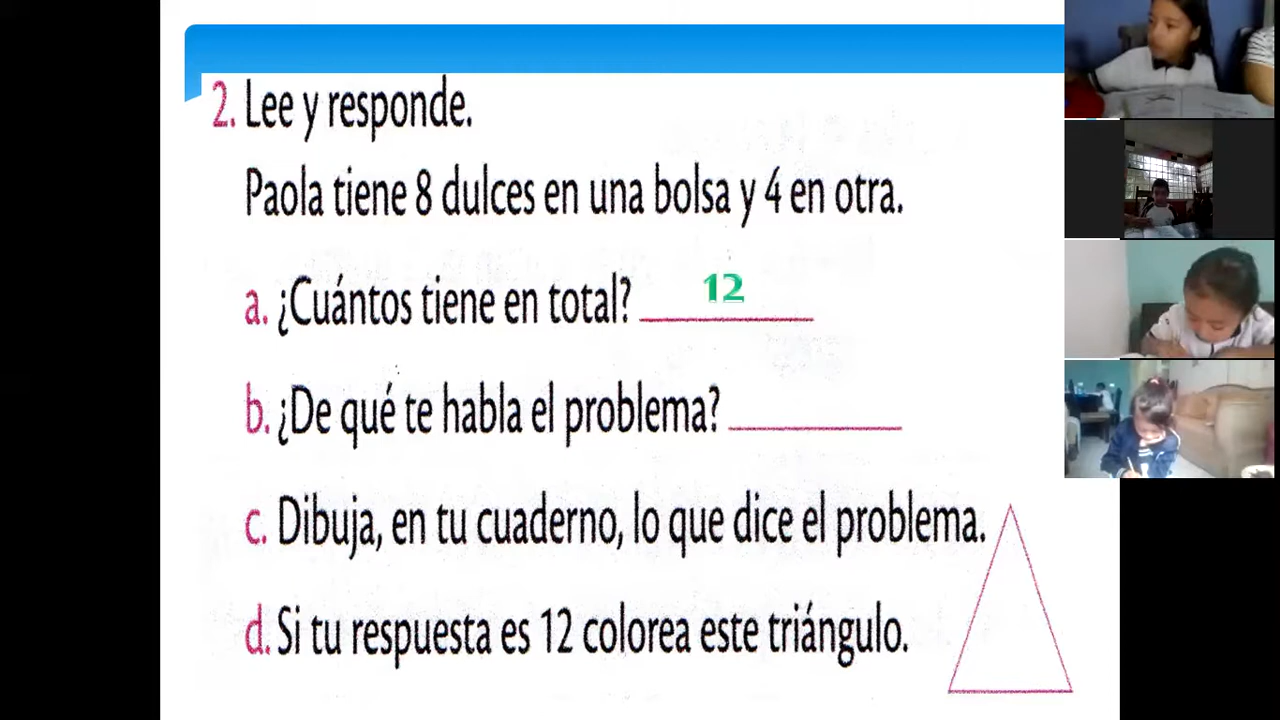 2. Lee y responde.
Paola tiene 8 dulces en una bolsa y 4 en otra.
a. ¿Cuántos tiene en total? 12
b. ¿De qué te habla el problema?
c. Dibuja, en tu cuaderno, lo que dice el problema.
d. Si tu respuesta es 12 colorea este triángulo.